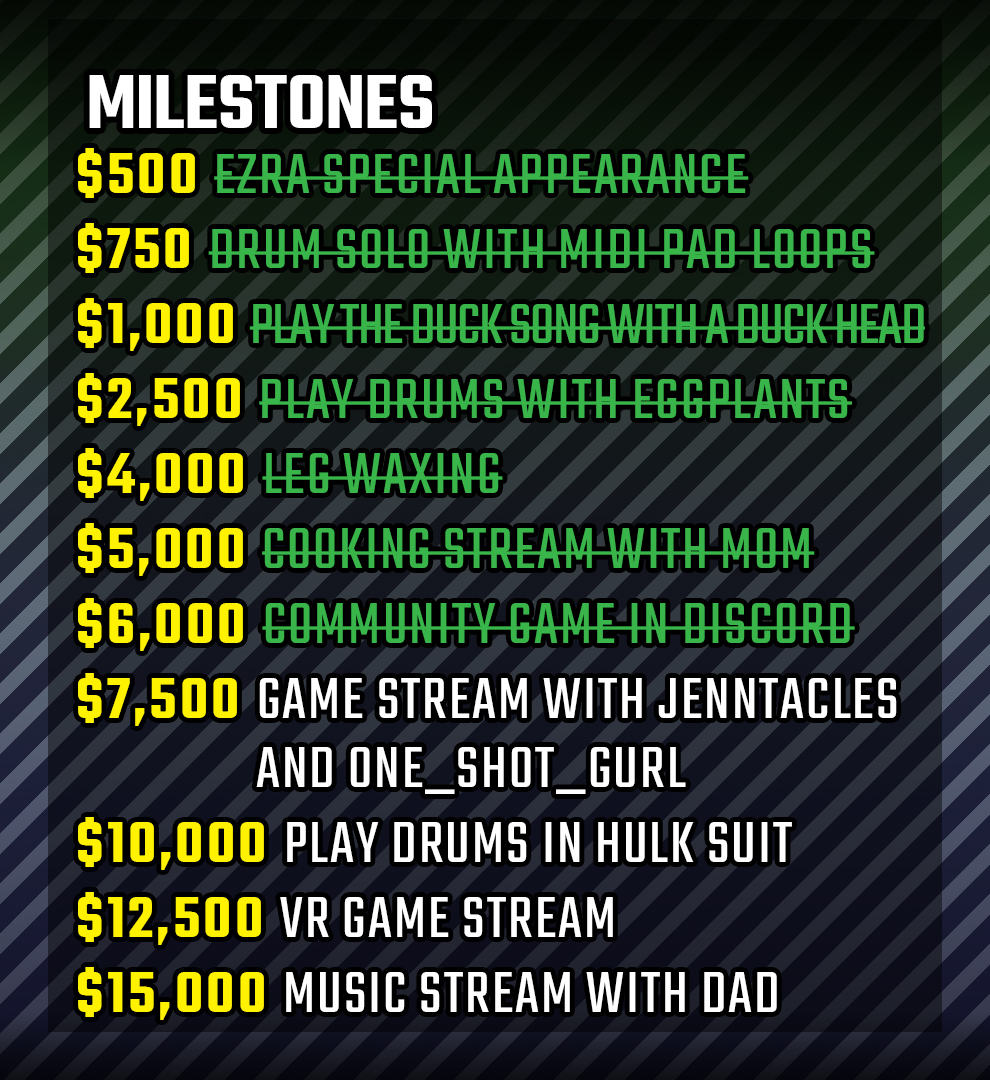 MILESTONES
$500 EZRA SPECIAL APPEARANCE
$750 DRUM SOLO WITH MIDI PAD LOOPS
$1,000 PLAY THE DUCK SONG WITH A DUCK HEAD
$2,500 PLAY DRUMS WITH EGGPLANTS
$4,000 LEG WAXING
$5,000 COOKING STREAM WITH MOM
$6,000 COMMUNITY GAME IN DISCORD
$7,500 GAME STREAM WITH JENNTACLES
AND ONE_SHOT_GURL
$10,000 PLAY DRUMS IN HULK SUIT
$12,500 VR GAME STREAM
$15,000 MUSIC STREAM WITH DAD